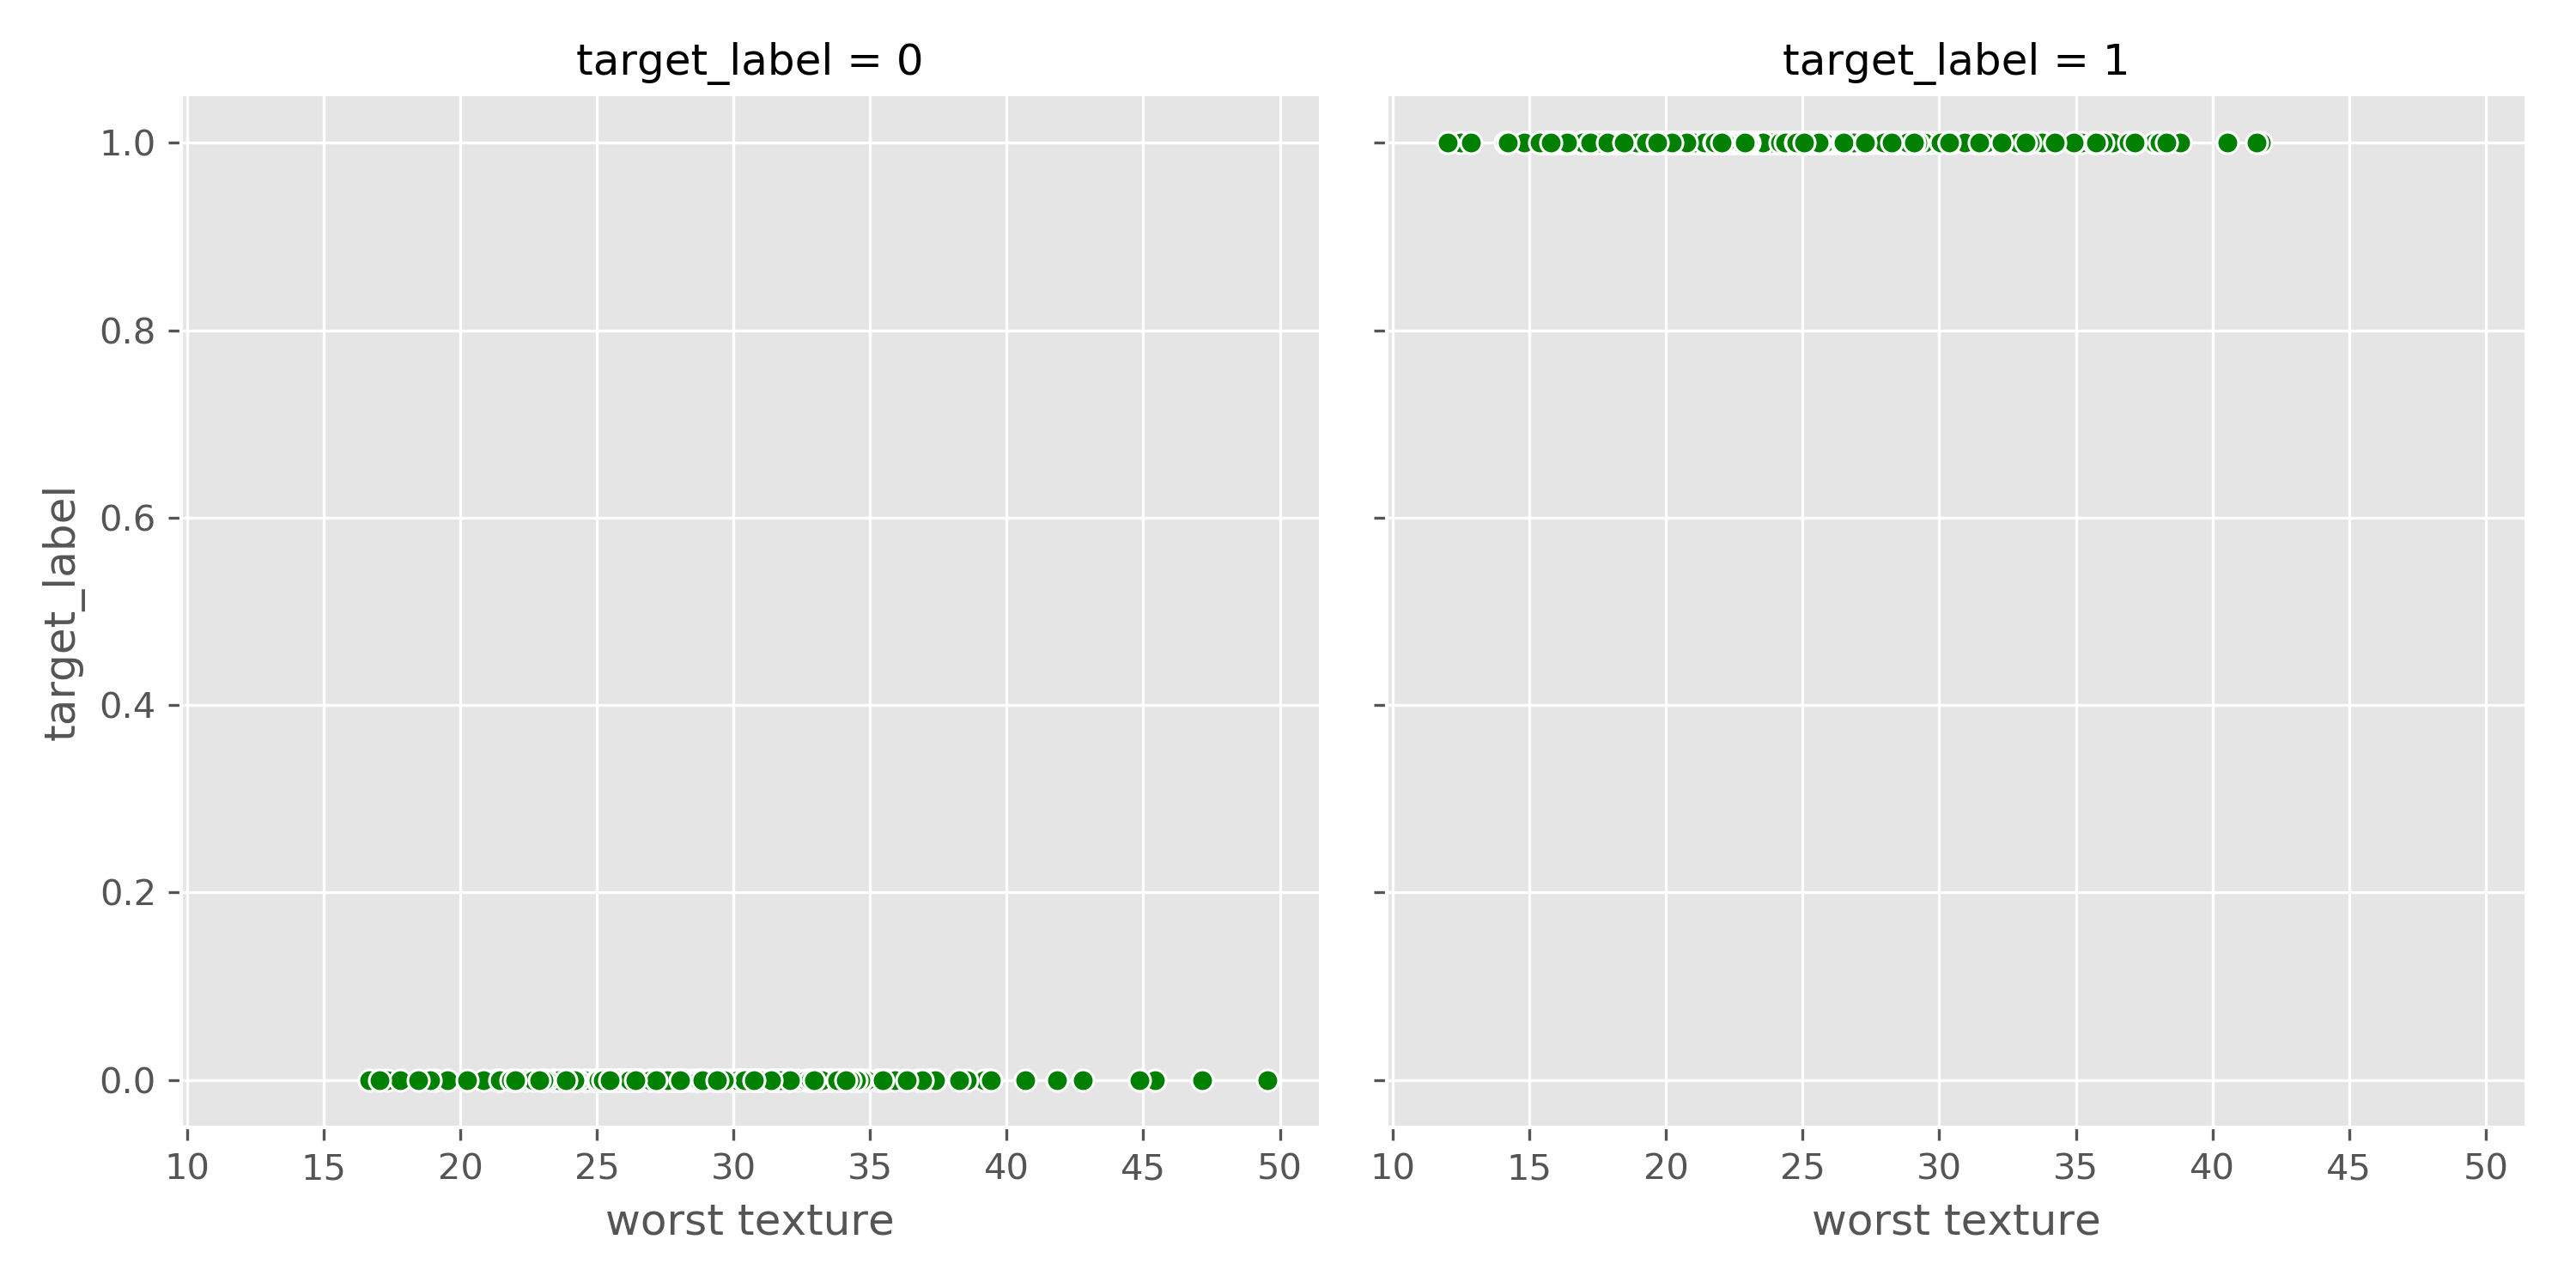 target_label = 0
target_label = 1
target_label
1.0
0.8
0.6
0.4
0.2
0.0
10 15 20 25 30 35 40 45 50
10 15 20 25 30 35 40 45 50
worst texture
worst texture